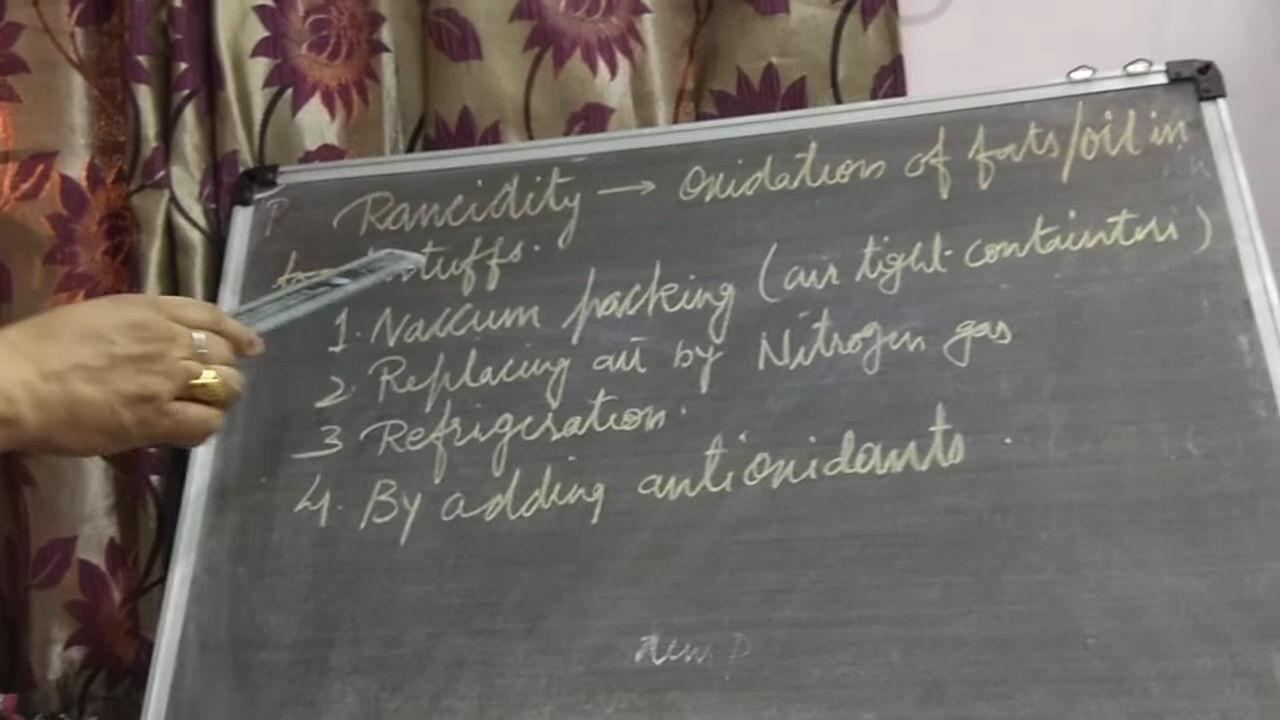 Rancidity → Oxidation of fats/oil in
stuffs.
1. Vaccum packing (air tight containters)
2. Replacing air by Nitrogen gas
3 Refrigeration.
4. By adding antioxidants.